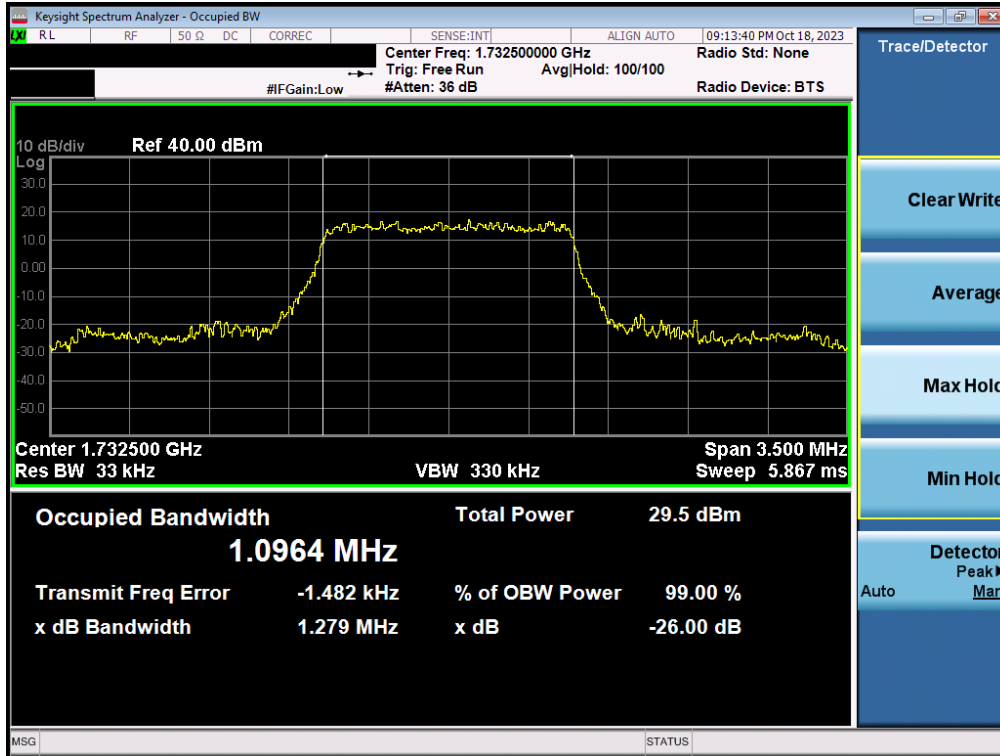 Keysight Spectrum Analyzer - Occupied BW
LXI RL RF 50 Ω DC CORREC SENSE:INT ALIGN AUTO 09:13:40 PM Oct 18, 2023
Center Freq: 1.732500000 GHz Radio Std: None
Trig: Free Run Avg|Hold: 100/100
#IFGain:Low #Atten: 36 dB Radio Device: BTS
Trace/Detector
10 dB/div Ref 40.00 dBm
Log
30.0
20.0
10.0
0.00
-10.0
-20.0
-30.0
-40.0
-50.0
Center 1.732500 GHz Span 3.500 MHz
Res BW 33 kHz VBW 330 kHz Sweep 5.867 ms
Occupied Bandwidth Total Power 29.5 dBm
1.0964 MHz
Transmit Freq Error -1.482 kHz % of OBW Power 99.00 %
x dB Bandwidth 1.279 MHz x dB -26.00 dB
Clear Write
Average
Max Hold
Min Hold
Detector
Peak
Auto Man
MSG STATUS